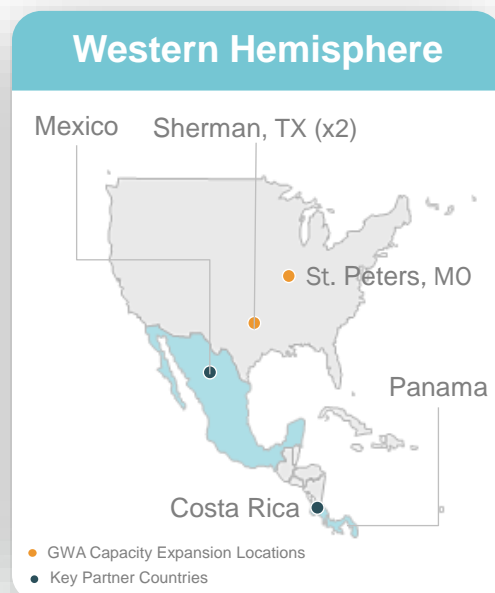 Western Hemisphere
Mexico
Sherman, TX (x2)
St. Peters, MO
Panama
Costa Rica
GWA Capacity Expansion Locations
Key Partner Countries